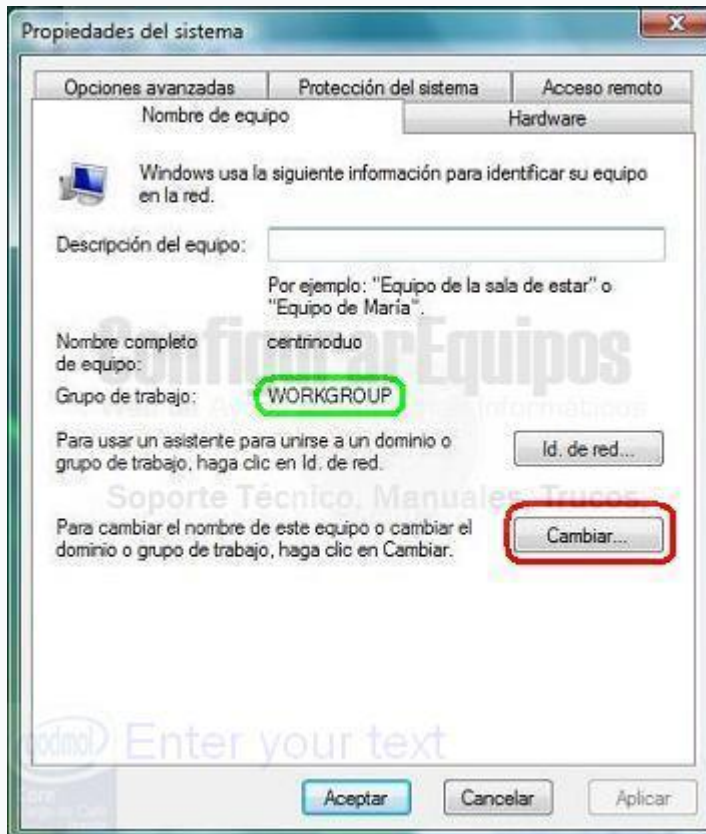 Propiedades del sistema
Opciones avanzadas
Protección del sistema
Acceso remoto
Nombre de equipo
Hardware
Windows usa la siguiente información para identificar su equipo
en la red.
Descripción del equipo:
Por ejemplo: "Equipo de la sala de estar" o
"Equipo de María".
ConfigurarEquipos
Nombre completo
de equipo:
centrinoduo
Grupo de trabajo:
WORKGROUP
Para usar un asistente para unirse a un dominio o
grupo de trabajo, haga clic en Id. de red.
Id. de red...
Soporte Técnico, Manuales, Trucos
Para cambiar el nombre de este equipo o cambiar el
dominio o grupo de trabajo, haga clic en Cambiar.
Cambiar...
Enter your text
Aceptar
Cancelar
Aplicar